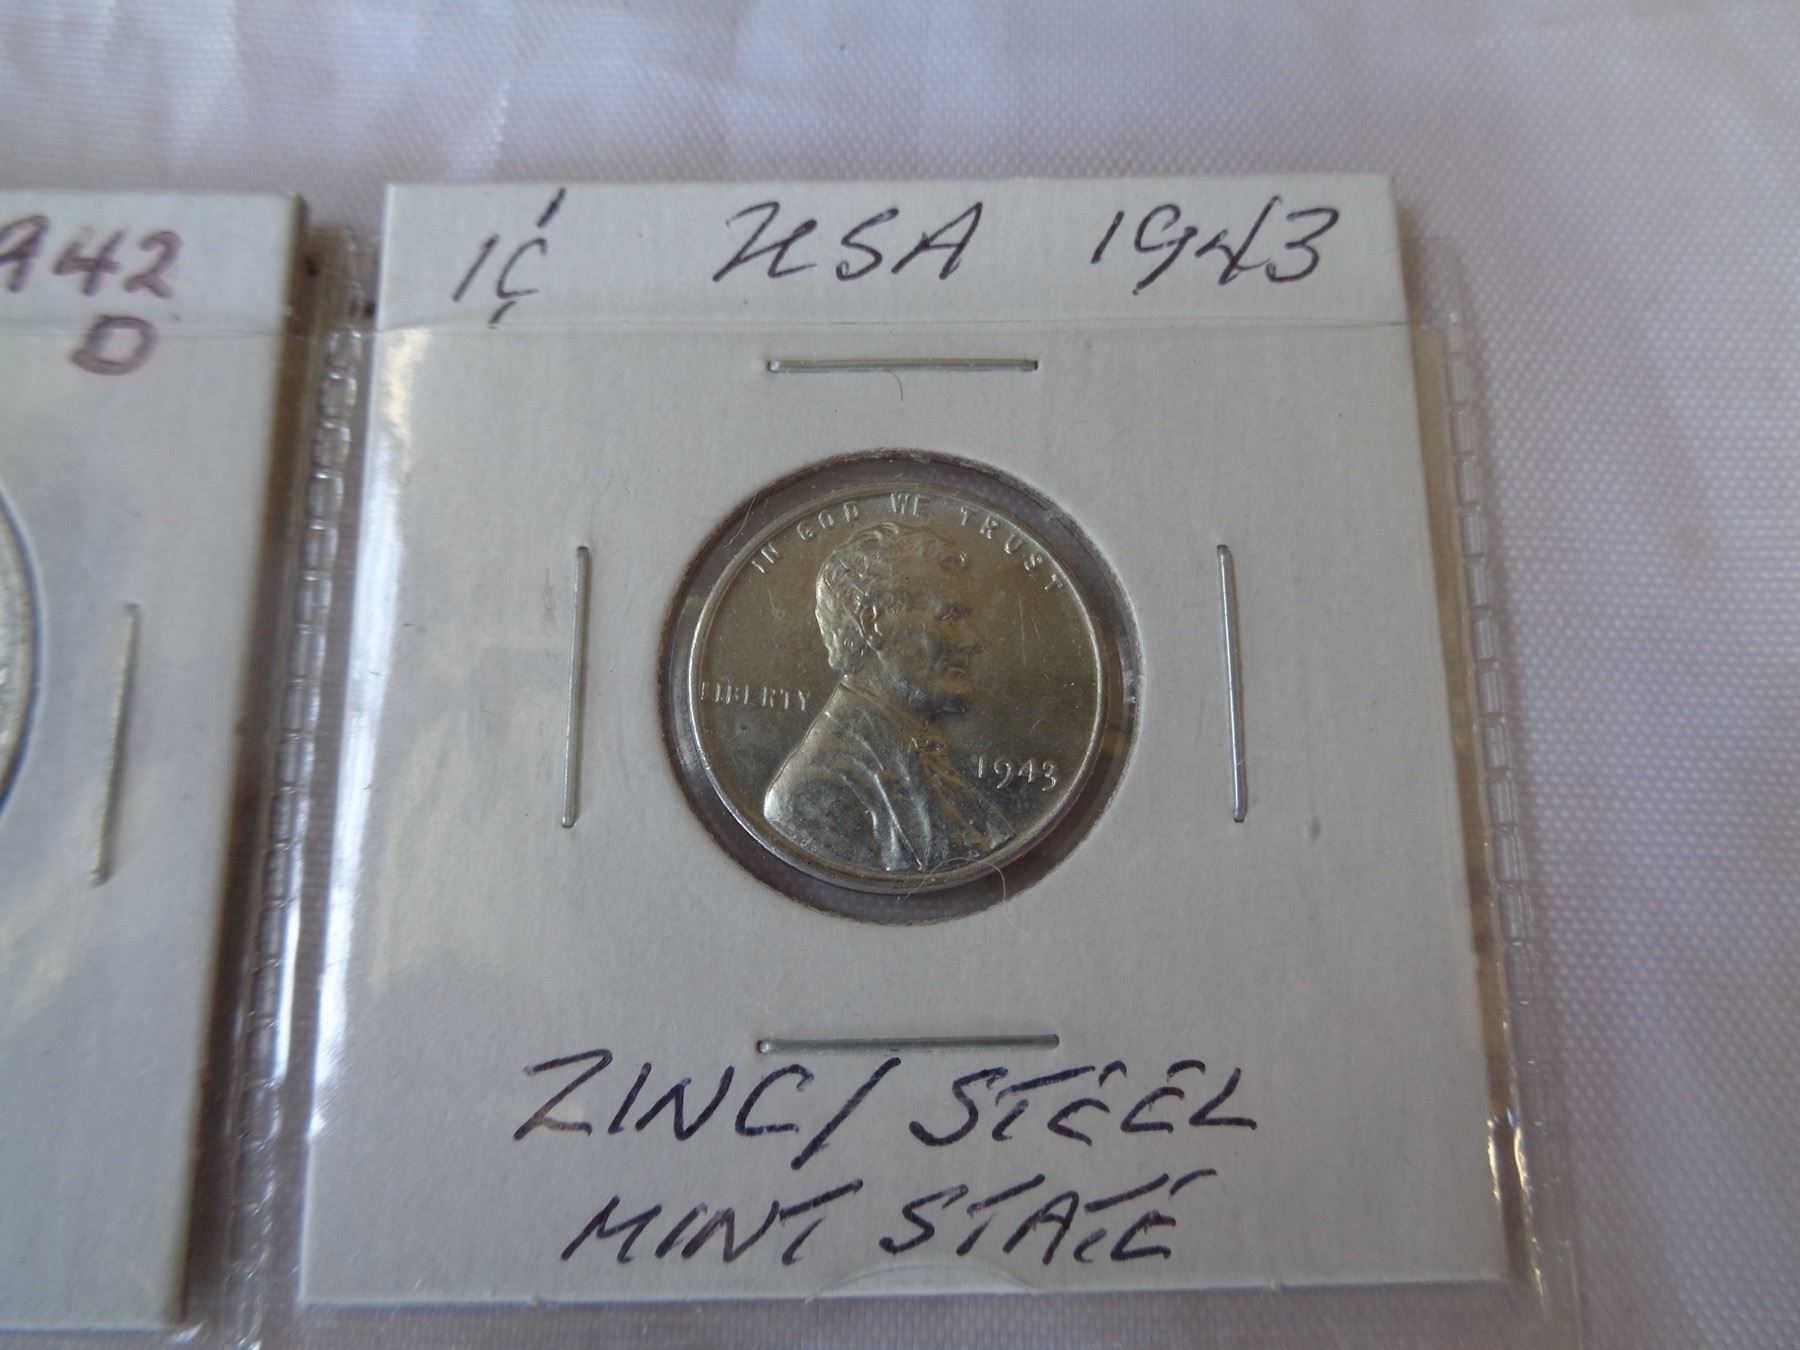 942
D
1¢ USA 1943
IN GOD WE TRUST
LIBERTY
1943
ZINC/STEEL
MINT STATE